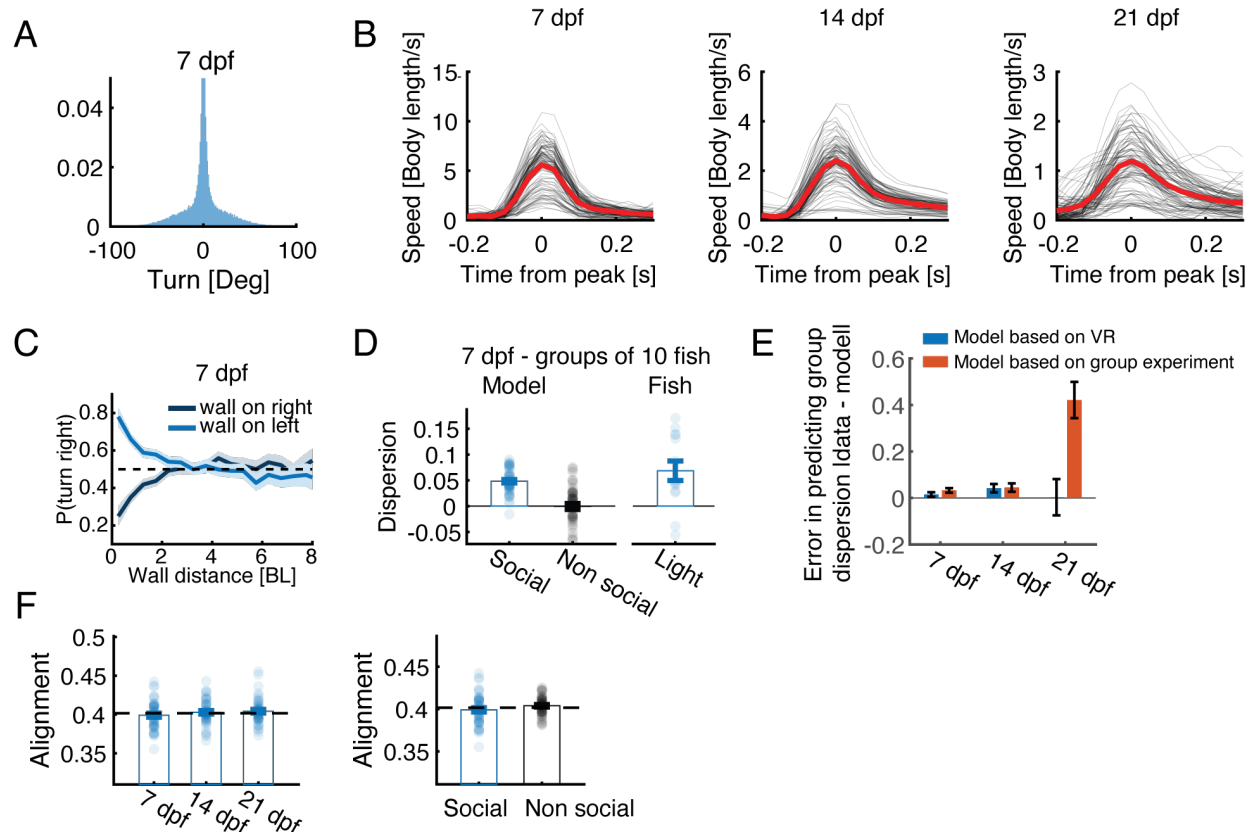 A
7 dpf
0.04
0.02
0
-100 0 100
Turn [Deg]
B
7 dpf 14 dpf 21 dpf
Speed [Body length/s]
15
10
5
0
-0.2 0 0.2
Time from peak [s]
Speed [Body length/s]
6
4
2
0
-0.2 0 0.2
Time from peak [s]
Speed [Body length/s]
3
2
1
0
-0.2 0 0.2
Time from peak [s]
C
7 dpf
wall on right
wall on left
P(turn right)
0.8
0.6
0.4
0.2
0 2 4 6 8
Wall distance [BL]
D
7 dpf - groups of 10 fish
Model Fish
Dispersion
0.15
0.10
0.05
0
-0.05
Social Non social Light
E
Model based on VR
Model based on group experiment
Error in predicting group
dispersion Idata - modell
0.6
0.4
0.2
0
-0.2
7 dpf 14 dpf 21 dpf
F
Alignment
0.5
0.45
0.4
0.35
7 dpf 14 dpf 21 dpf
Alignment
0.45
0.4
0.35
Social Non social